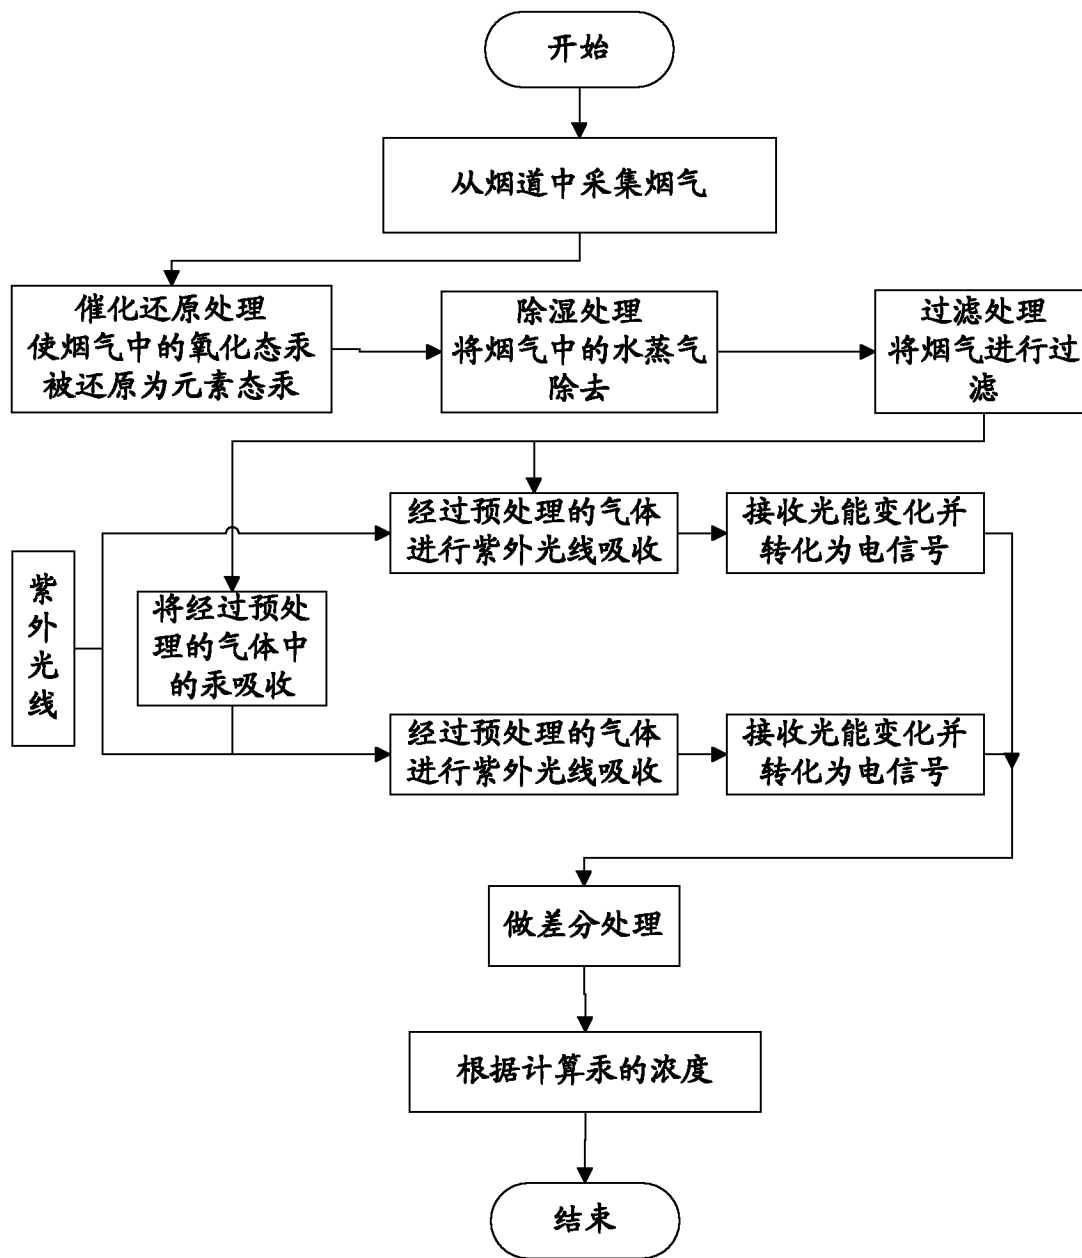 开始
从烟道中采集烟气
催化还原处理
使烟气中的氧化态汞
被还原为元素态汞
除湿处理
将烟气中的水蒸气
除去
过滤处理
将烟气进行过
滤
经过预处理的气体
进行紫外光线吸收
接收光能变化并
转化为电信号
紫
外
光
线
将经过预处
理的气体中
的汞吸收
经过预处理的气体
进行紫外光线吸收
接收光能变化并
转化为电信号
做差分处理
根据计算汞的浓度
结束